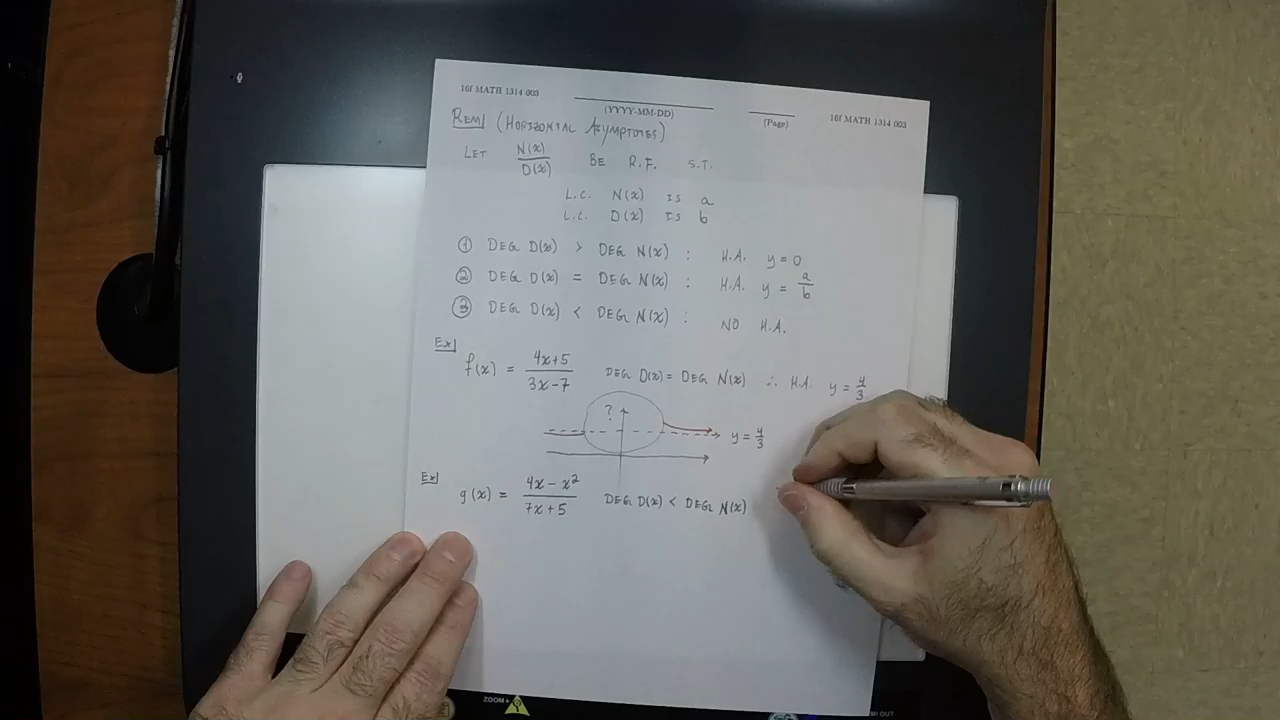 16f MATH 1314 003 (YYYY-MM-DD) (Page) 16f MATH 1314 003
REM (HORIZONTAL ASYMPTOTES)
LET N(x)/D(x) BE R.F. S.T.
L.C. N(x) IS a
L.C. D(x) IS b
① DEG D(x) > DEG N(x) : H.A. y = 0
② DEG D(x) = DEG N(x) : H.A. y = a/b
③ DEG D(x) < DEG N(x) : NO H.A.
Ex
f(x) = 4x+5/3x-7 DEG D(x) = DEG N(x) ∴ H.A. y = 4/3
?
y = 4/3
Ex
g(x) = 4x - x²/7x+5 DEG D(x) < DEG N(x)
ZOOM+